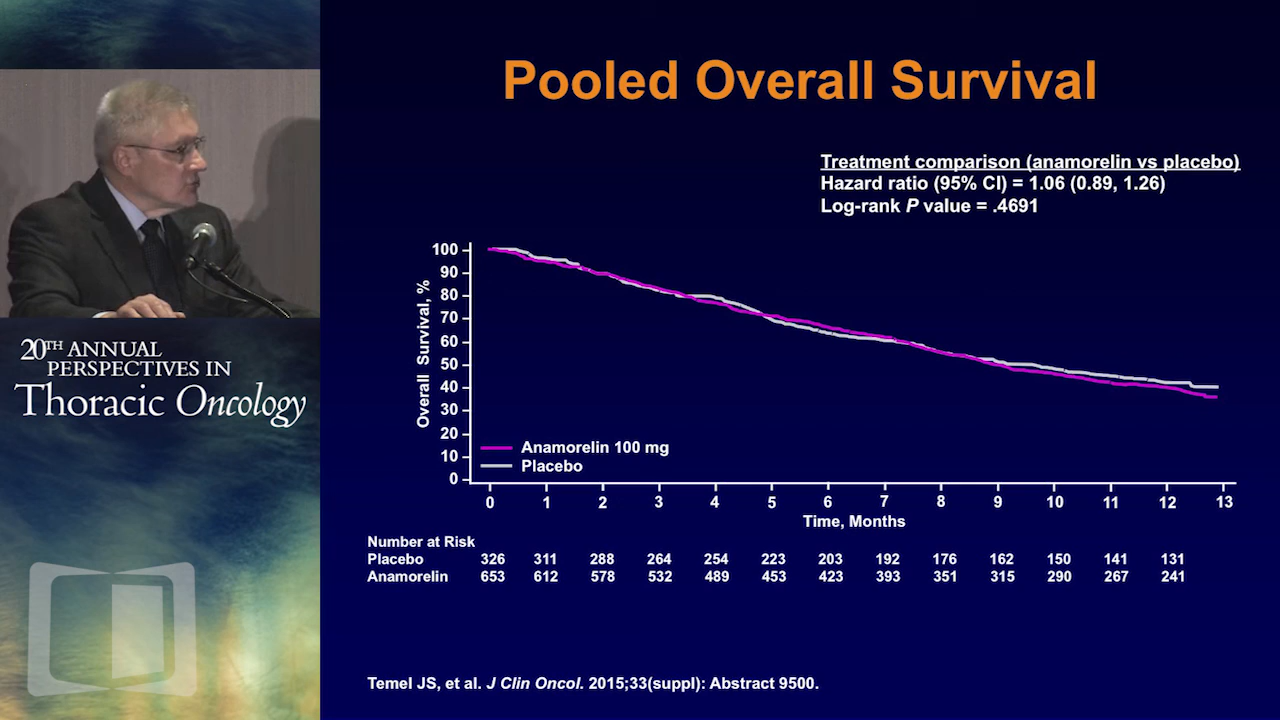 Pooled Overall Survival
Treatment comparison (anamorelin vs placebo)
Hazard ratio (95% CI) = 1.06 (0.89, 1.26)
Log-rank P value = .4691
Overall Survival, %
100
90
80
70
60
50
40
30
20
10
0
Anamorelin 100 mg
Placebo
0 1 2 3 4 5 6 7 8 9 10 11 12 13
Time, Months
Number at Risk
Placebo 326 311 288 264 254 223 203 192 176 162 150 141 131
Anamorelin 653 612 578 532 489 453 423 393 351 315 290 267 241
Temel JS, et al. J Clin Oncol. 2015;33(suppl): Abstract 9500.
20TH ANNUAL
PERSPECTIVES IN
Thoracic Oncology